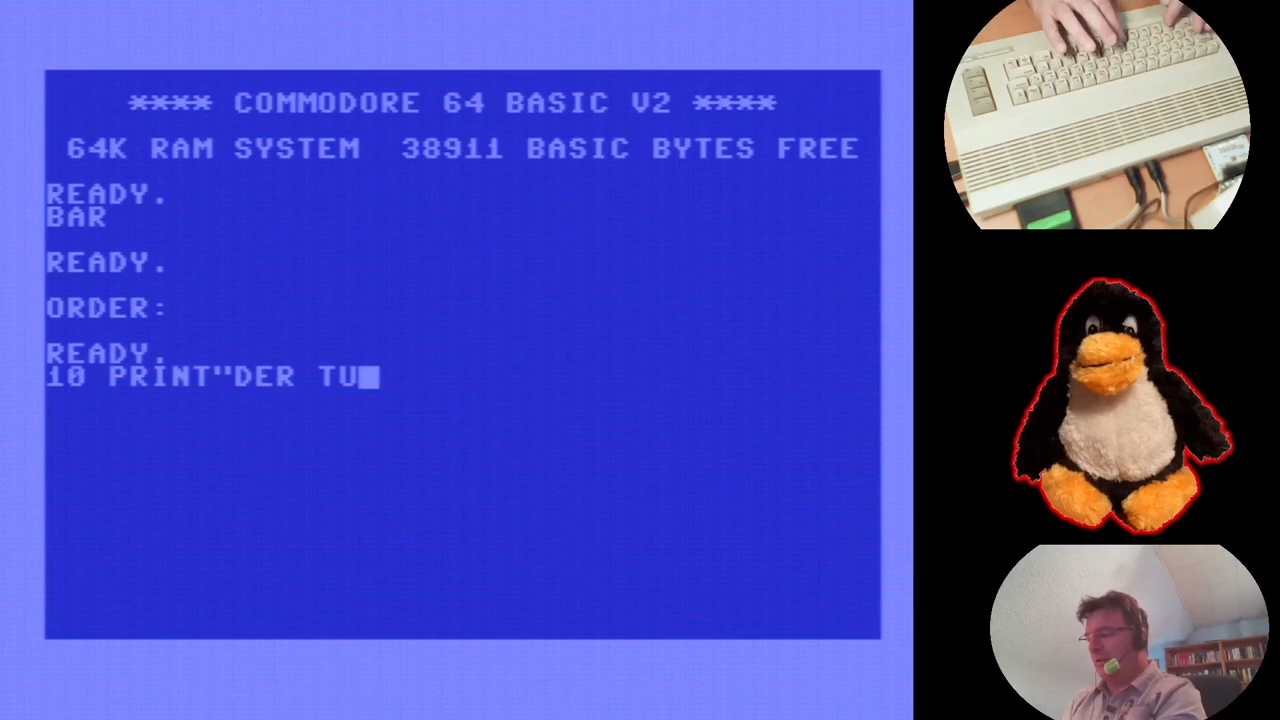 **** COMMODORE 64 BASIC V2 ****
64K RAM SYSTEM  38911 BASIC BYTES FREE
READY.
BAR
READY.
ORDER:
READY.
10 PRINT"DER TU